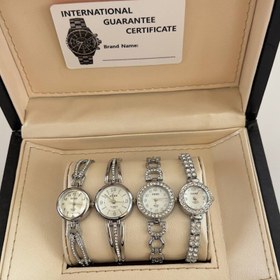 INTERNATIONAL
GUARANTEE
CERTIFICATE
Brand Name: